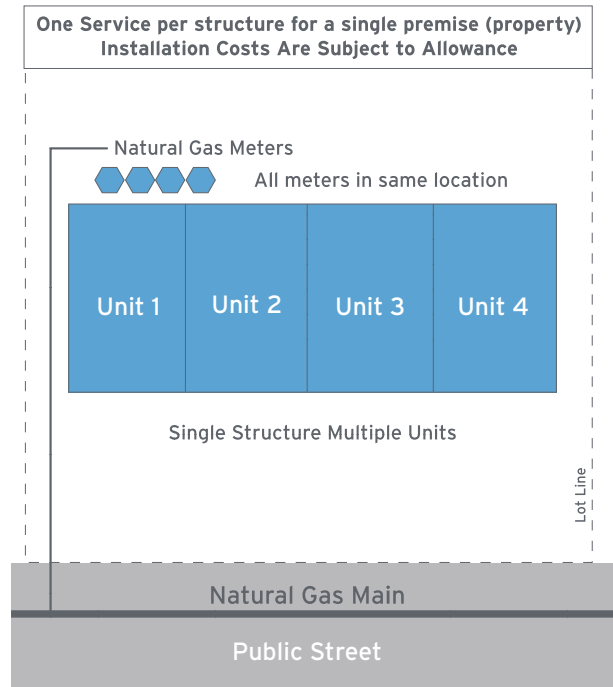 One Service per structure for a single premise (property)
Installation Costs Are Subject to Allowance
Natural Gas Meters
All meters in same location
Unit 1
Unit 2
Unit 3
Unit 4
Single Structure Multiple Units
Lot Line
Natural Gas Main
Public Street